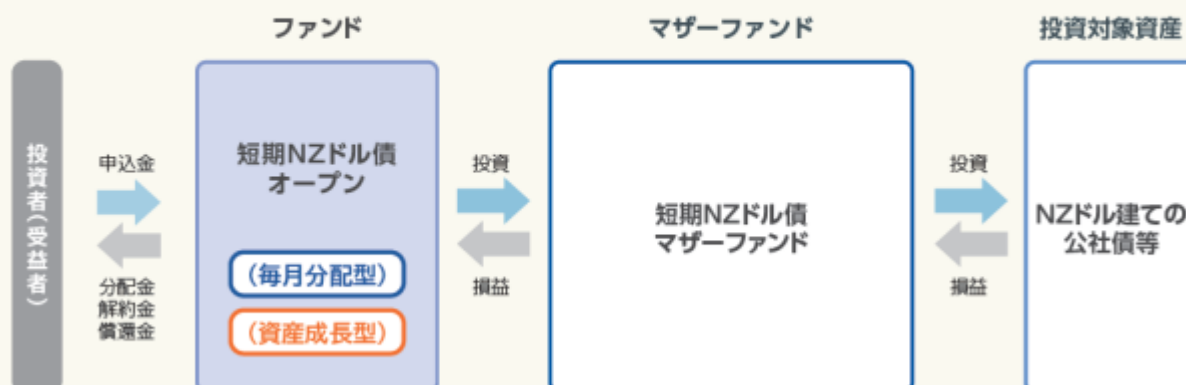 ファンド
マザーファンド
投資対象資産
投資者(受益者)
申込金
分配金
解約金
償還金
短期NZドル債
オープン
(毎月分配型)
(資産成長型)
投資
損益
短期NZドル債
マザーファンド
投資
損益
NZドル建ての
公社債等